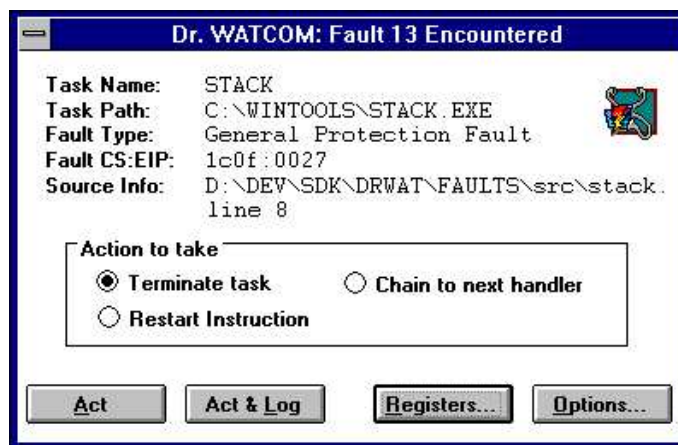 Dr. WATCOM: Fault 13 Encountered
Task Name: STACK
Task Path: C:\WINTOOLS\STACK.EXE
Fault Type: General Protection Fault
Fault CS:EIP: 1c0f:0027
Source Info: D:\DEV\SDK\DRWAT\FAULTS\src\stack.
line 8
Action to take
Terminate task Chain to next handler
Restart Instruction
Act Act & Log Registers... Options...